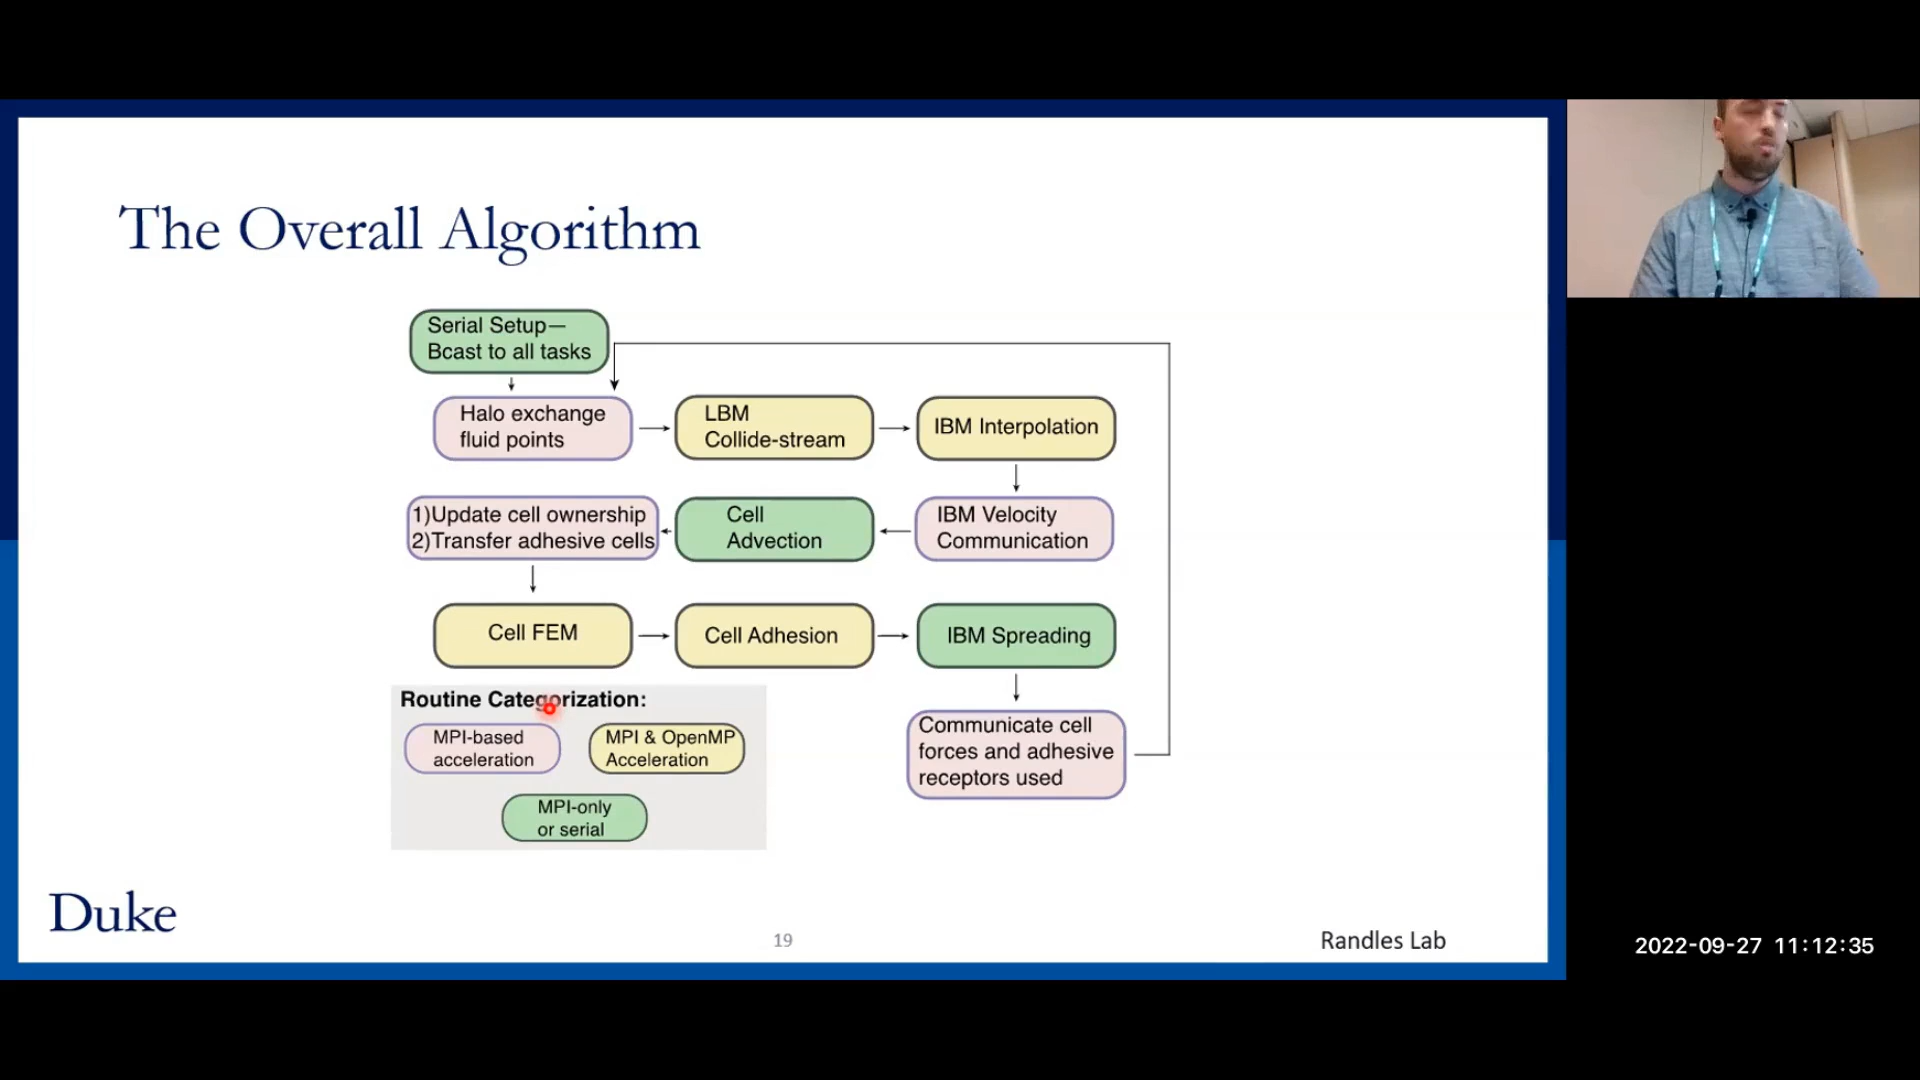 The Overall Algorithm
Serial Setup—
Bcast to all tasks
Halo exchange
fluid points
LBM
Collide-stream
IBM Interpolation
1)Update cell ownership
2)Transfer adhesive cells
Cell
Advection
IBM Velocity
Communication
Cell FEM
Cell Adhesion
IBM Spreading
Communicate cell
forces and adhesive
receptors used
Routine Categorization:
MPI-based
acceleration
MPI & OpenMP
Acceleration
MPI-only
or serial
Duke
19
Randles Lab
2022-09-27 11:12:35